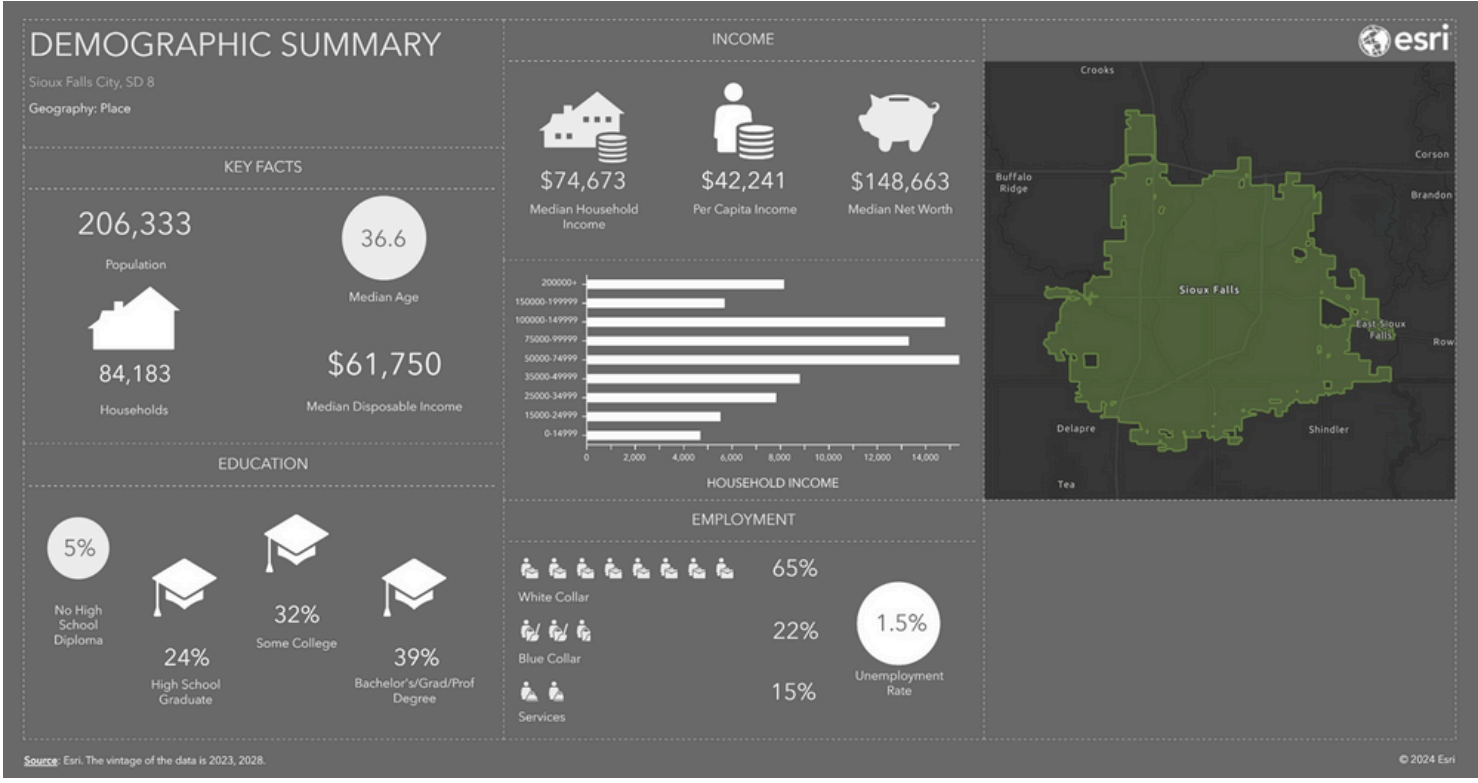 DEMOGRAPHIC SUMMARY
Sioux Falls City, SD 8
Geography: Place
KEY FACTS
206,333
Population
36.6
Median Age
84,183
Households
$61,750
Median Disposable Income
EDUCATION
5%
No High
School
Diploma
24%
High School
Graduate
32%
Some College
39%
Bachelor's/Grad/Prof
Degree
INCOME
$74,673
Median Household
Income
$42,241
Per Capita Income
$148,663
Median Net Worth
200000+
150000-199999
100000-149999
75000-99999
50000-74999
35000-49999
25000-34999
15000-24999
0-14999
0 2,000 4,000 6,000 8,000 10,000 12,000 14,000
HOUSEHOLD INCOME
EMPLOYMENT
65%
White Collar
22%
Blue Collar
15%
Services
1.5%
Unemployment
Rate
esri
Crooks
Corson
Buffalo
Ridge
Brandon
Sioux Falls
East Sioux
Falls
Row
Delapre
Shindler
Tea
Source: Esri. The vintage of the data is 2023, 2028.
© 2024 Esri